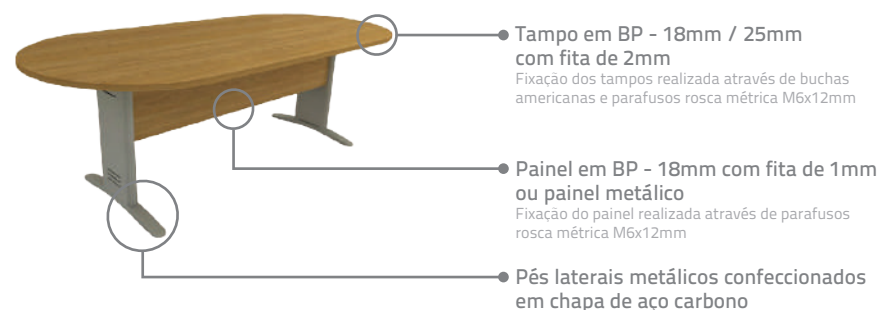 Tampo em BP - 18mm / 25mm
com fita de 2mm
Fixação dos tampos realizada através de buchas
americanas e parafusos rosca métrica M6x12mm
Painel em BP - 18mm com fita de 1mm
ou painel metálico
Fixação do painel realizada através de parafusos
rosca métrica M6x12mm
Pés laterais metálicos confeccionados
em chapa de aço carbono